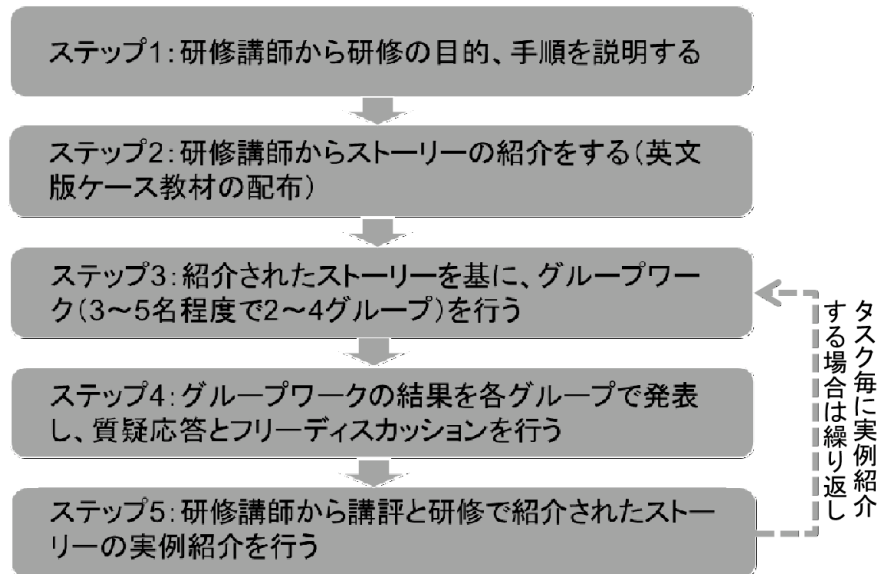 ステップ1:研修講師から研修の目的、手順を説明する
ステップ2:研修講師からストーリーの紹介をする(英文
版ケース教材の配布)
ステップ3:紹介されたストーリーを基に、グループワー
ク(3~5名程度で2~4グループ)を行う
ステップ4:グループワークの結果を各グループで発表
し、質疑応答とフリーディスカッションを行う
ステップ5:研修講師から講評と研修で紹介されたストー
リーの実例紹介を行う
タスク毎に実例紹介
する場合は繰り返し